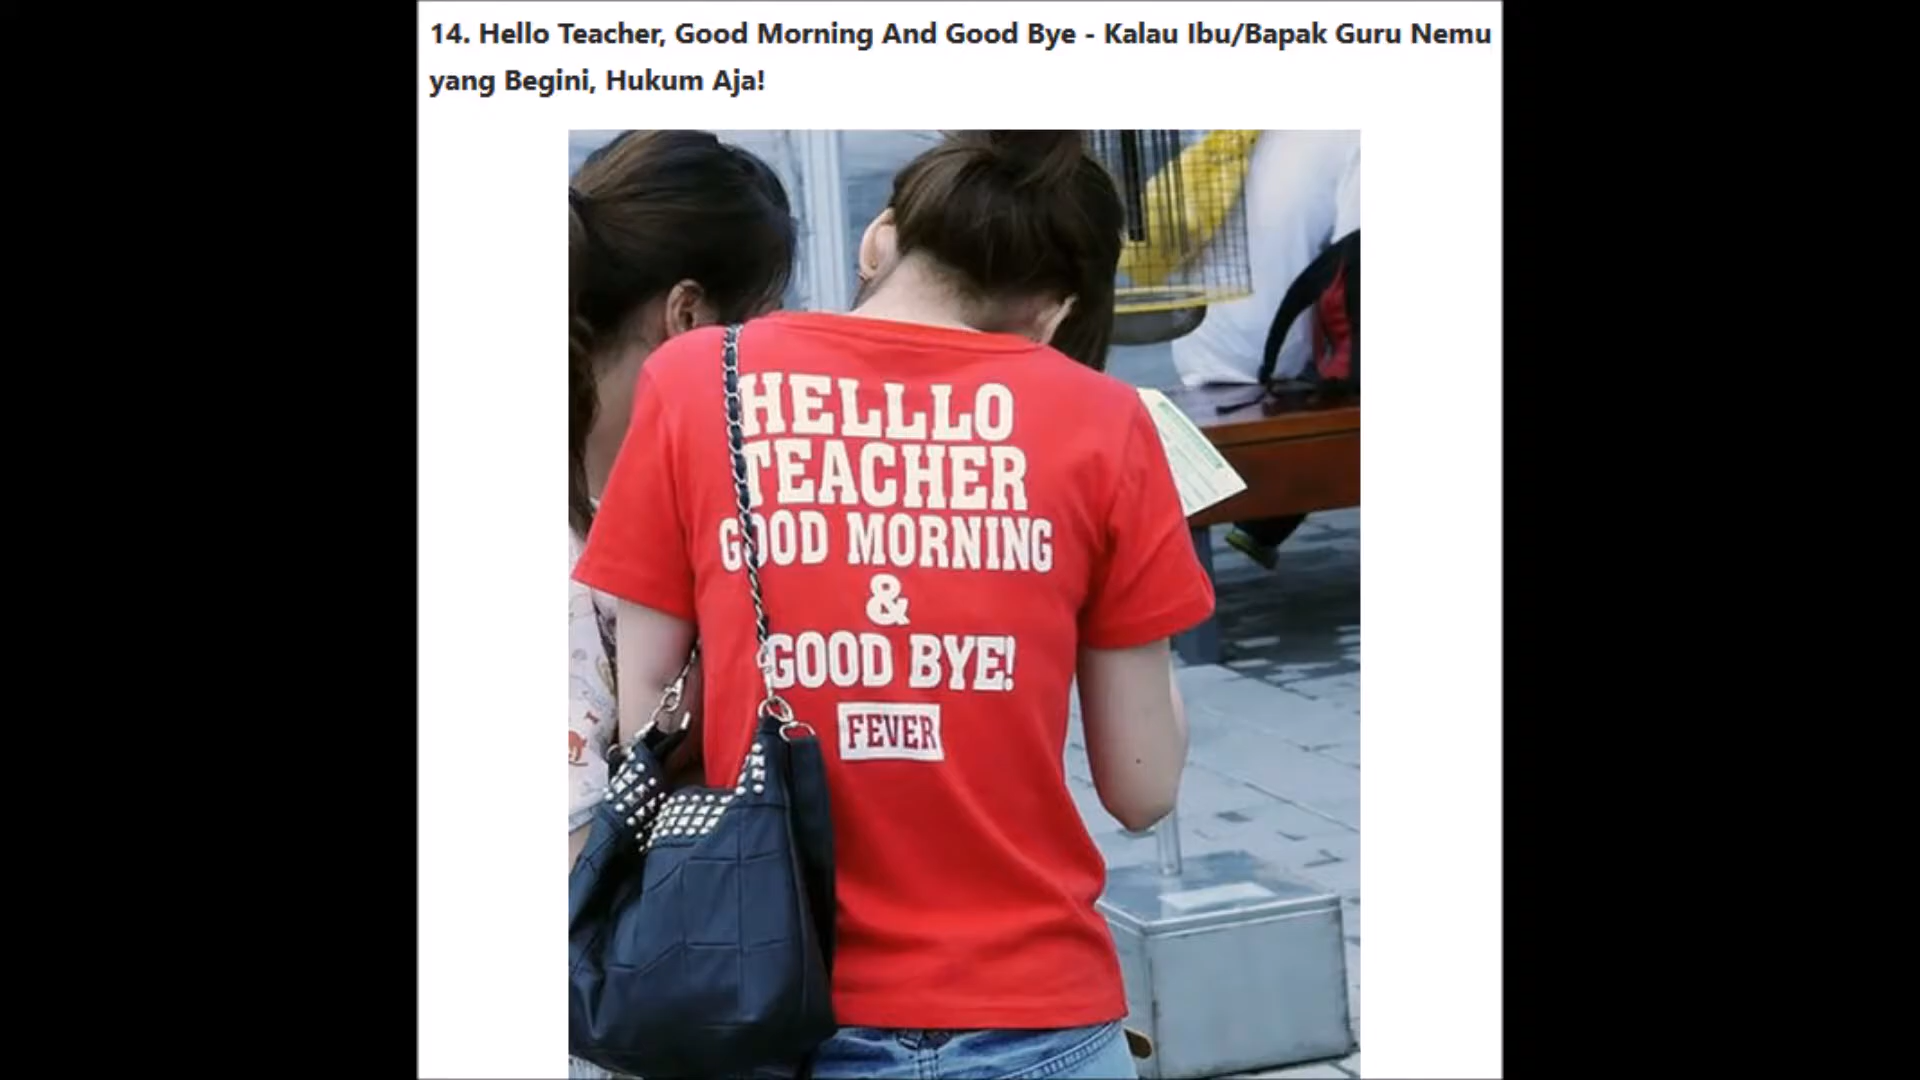 14. Hello Teacher, Good Morning And Good Bye - Kalau Ibu/Bapak Guru Nemu
yang Begini, Hukum Aja!
HELLLO
TEACHER
GOOD MORNING
&
GOOD BYE!
FEVER